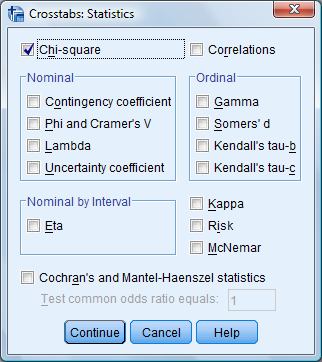 Crosstabs: Statistics
Chi-square
Correlations
Nominal
Contingency coefficient
Phi and Cramer's V
Lambda
Uncertainty coefficient
Ordinal
Gamma
Somers' d
Kendall's tau-b
Kendall's tau-c
Nominal by Interval
Eta
Kappa
Risk
McNemar
Cochran's and Mantel-Haenszel statistics
Test common odds ratio equals: 1
Continue Cancel Help